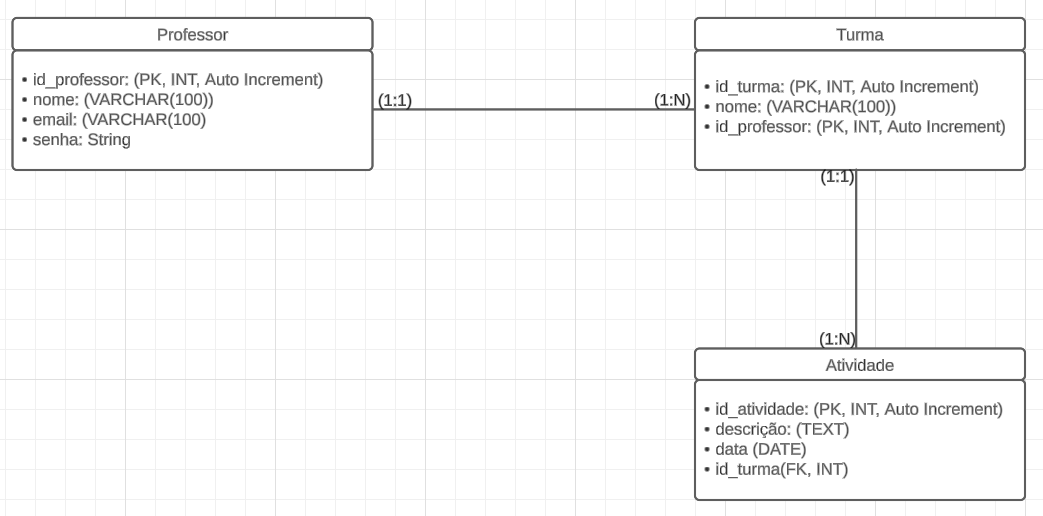 Professor
• id_professor: (PK, INT, Auto Increment)
• nome: (VARCHAR(100))
• email: (VARCHAR(100)
• senha: String
(1:1)
(1:N)
Turma
• id_turma: (PK, INT, Auto Increment)
• nome: (VARCHAR(100))
• id_professor: (PK, INT, Auto Increment)
(1:1)
(1:N)
Atividade
• id_atividade: (PK, INT, Auto Increment)
• descrição: (TEXT)
• data (DATE)
• id_turma(FK, INT)